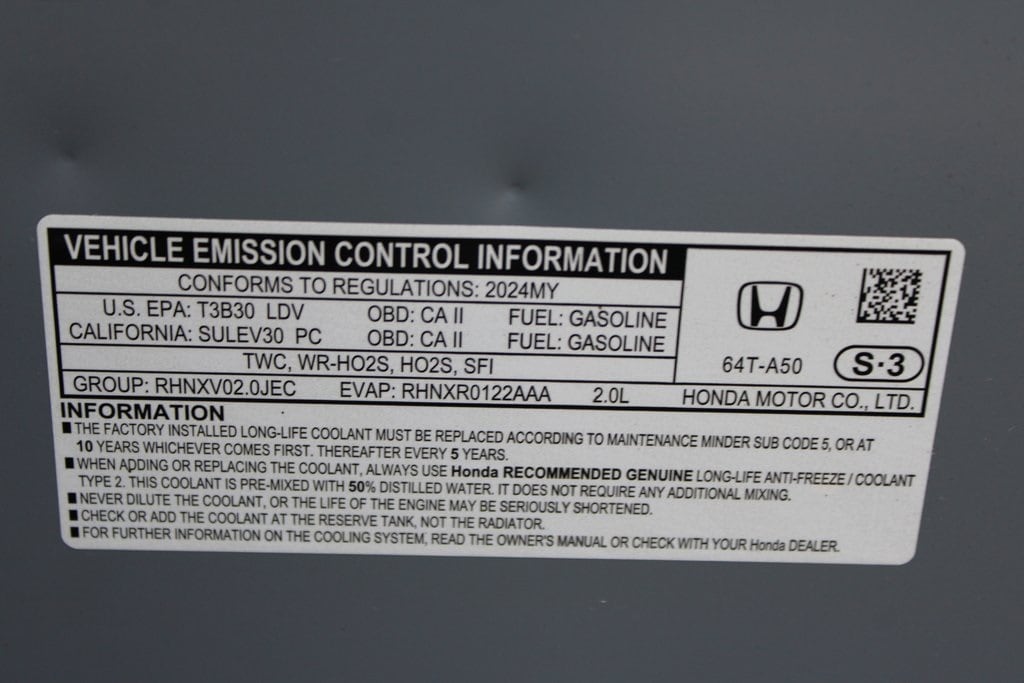 VEHICLE EMISSION CONTROL INFORMATION
CONFORMS TO REGULATIONS: 2024MY
U.S. EPA: T3B30 LDV OBD: CA II FUEL: GASOLINE
CALIFORNIA: SULEV30 PC OBD: CA II FUEL: GASOLINE
TWC, WR-HO2S, HO2S, SFI
64T-A50
S·3
GROUP: RHNXV02.0JEC EVAP: RHNXR0122AAA 2.0L HONDA MOTOR CO., LTD.
INFORMATION
■ THE FACTORY INSTALLED LONG-LIFE COOLANT MUST BE REPLACED ACCORDING TO MAINTENANCE MINDER SUB CODE 5, OR AT
10 YEARS WHICHEVER COMES FIRST. THEREAFTER EVERY 5 YEARS.
■ WHEN ADDING OR REPLACING THE COOLANT, ALWAYS USE Honda RECOMMENDED GENUINE LONG-LIFE ANTI-FREEZE / COOLANT
TYPE 2. THIS COOLANT IS PRE-MIXED WITH 50% DISTILLED WATER. IT DOES NOT REQUIRE ANY ADDITIONAL MIXING.
■ NEVER DILUTE THE COOLANT, OR THE LIFE OF THE ENGINE MAY BE SERIOUSLY SHORTENED.
■ CHECK OR ADD THE COOLANT AT THE RESERVE TANK, NOT THE RADIATOR.
■ FOR FURTHER INFORMATION ON THE COOLING SYSTEM, READ THE OWNER'S MANUAL OR CHECK WITH YOUR Honda DEALER.